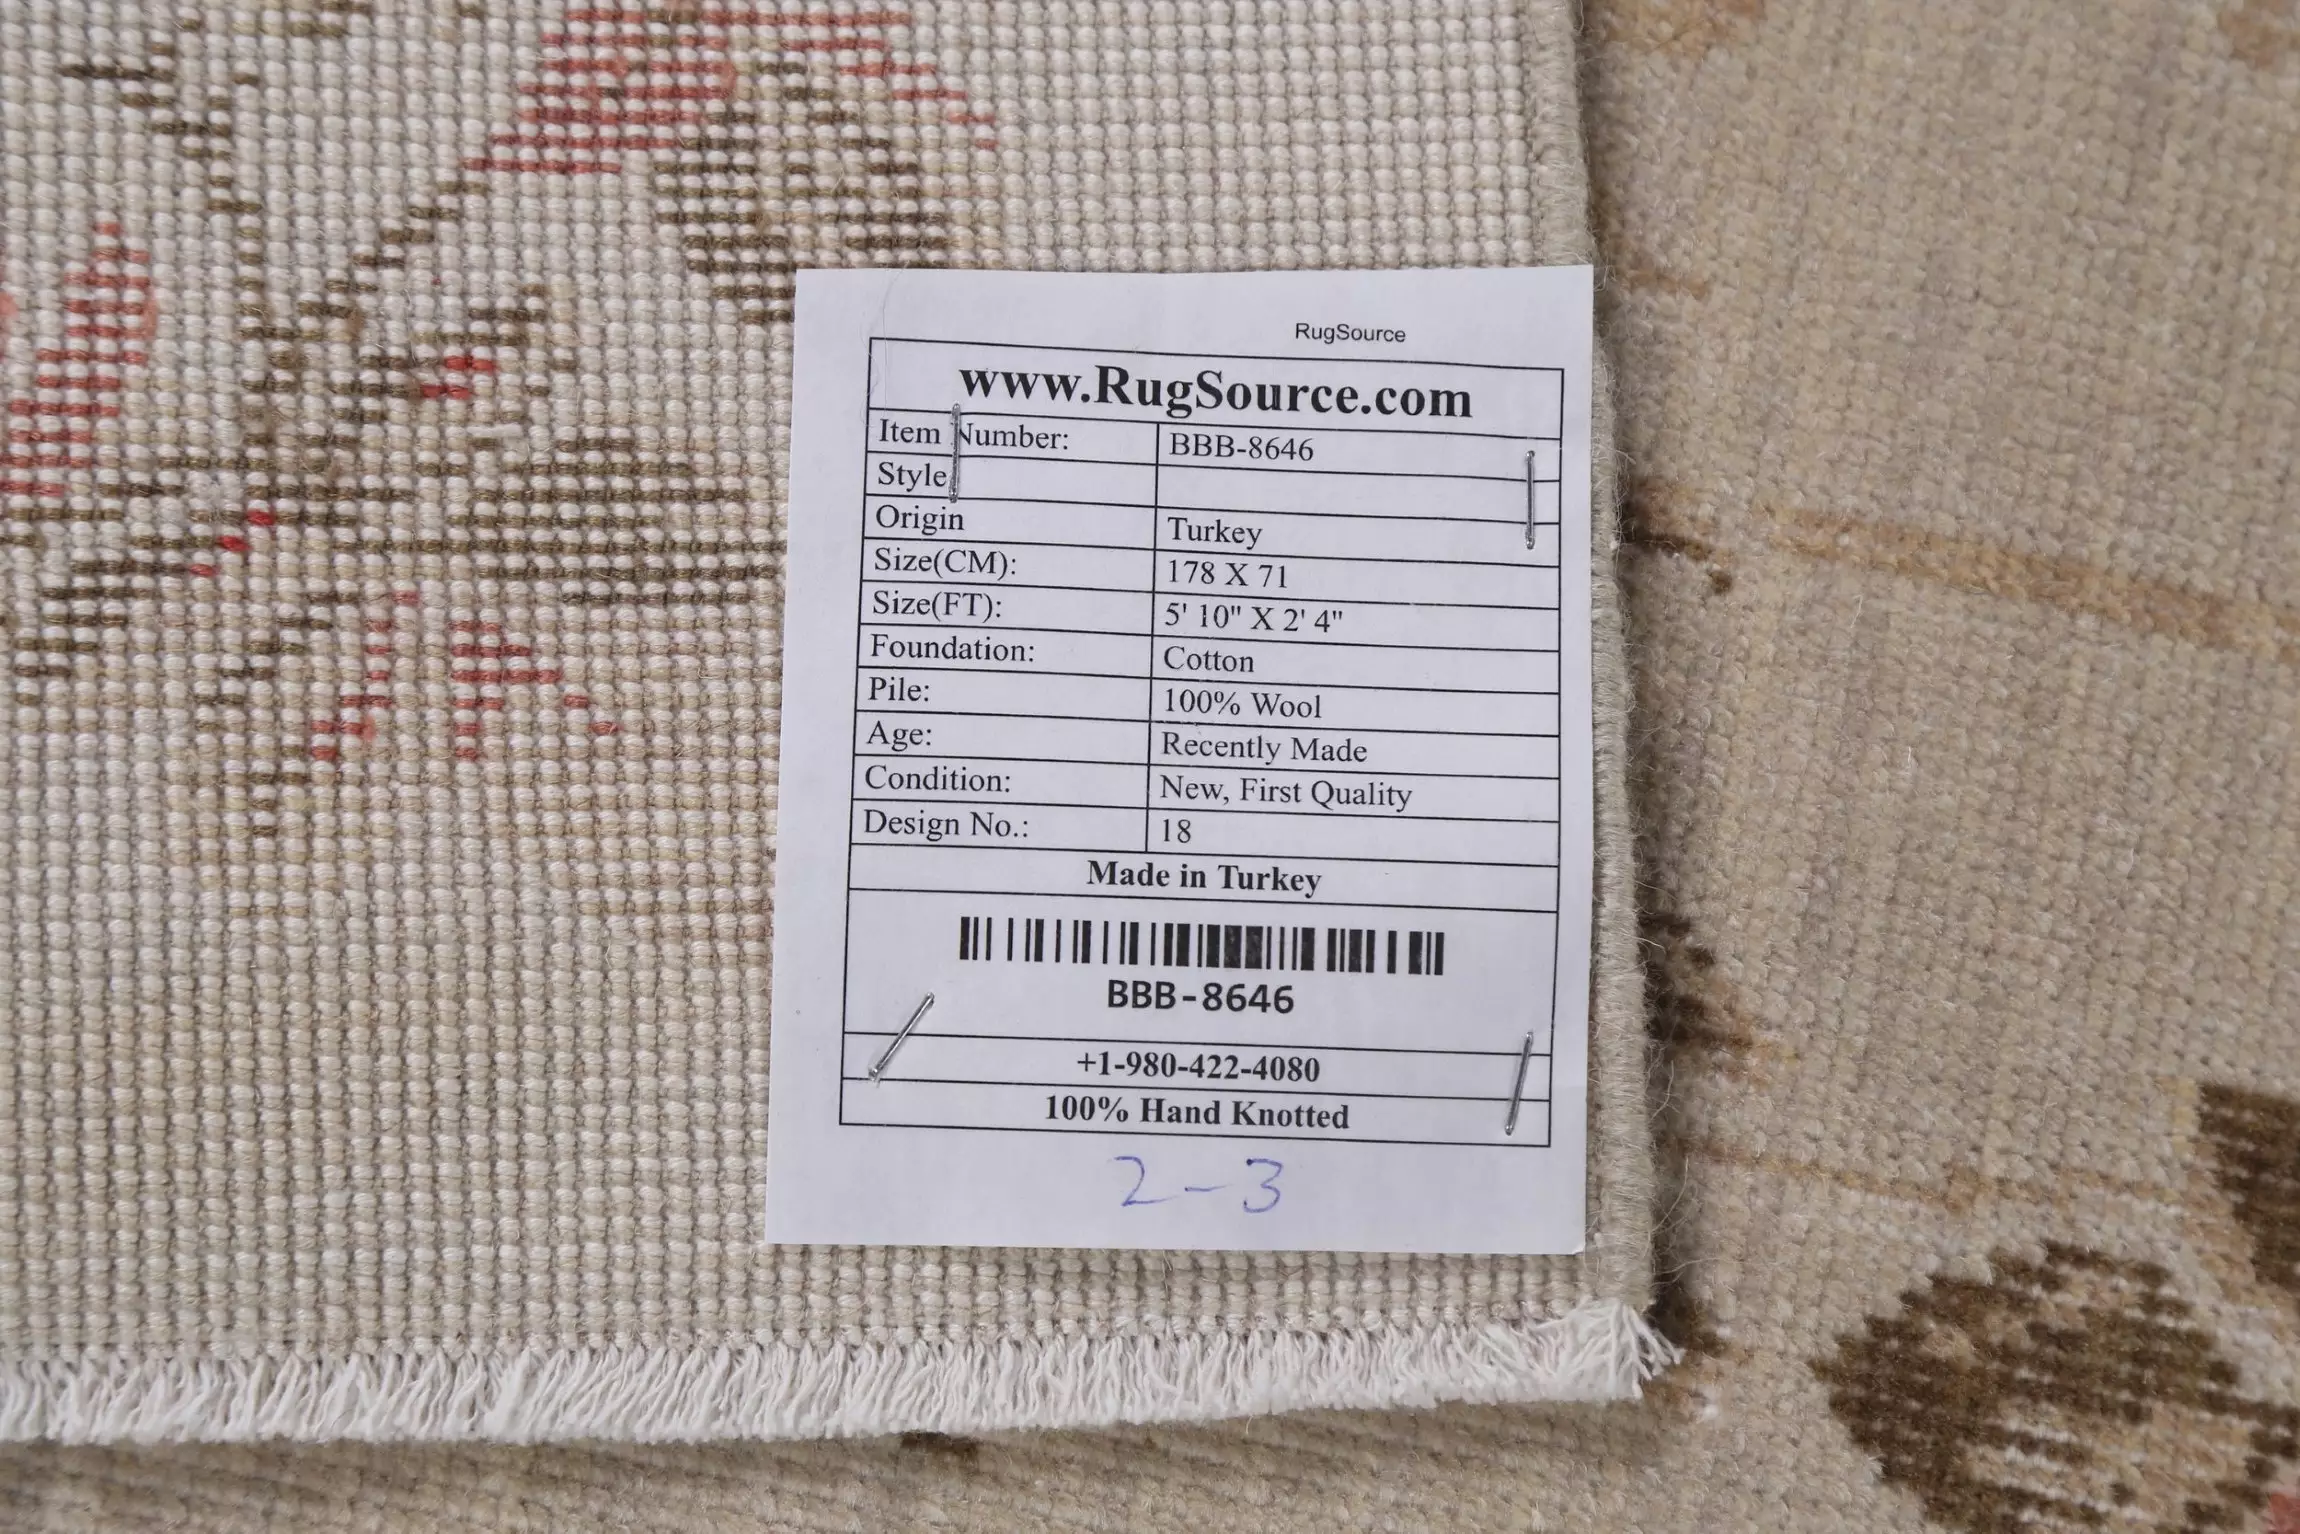 RugSource
www.RugSource.com
Item Number: BBB-8646
Style
Origin Turkey
Size(CM): 178 X 71
Size(FT): 5' 10" X 2' 4"
Foundation: Cotton
Pile: 100% Wool
Age: Recently Made
Condition: New, First Quality
Design No.: 18
Made in Turkey
BBB-8646
+1-980-422-4080
100% Hand Knotted
2-3